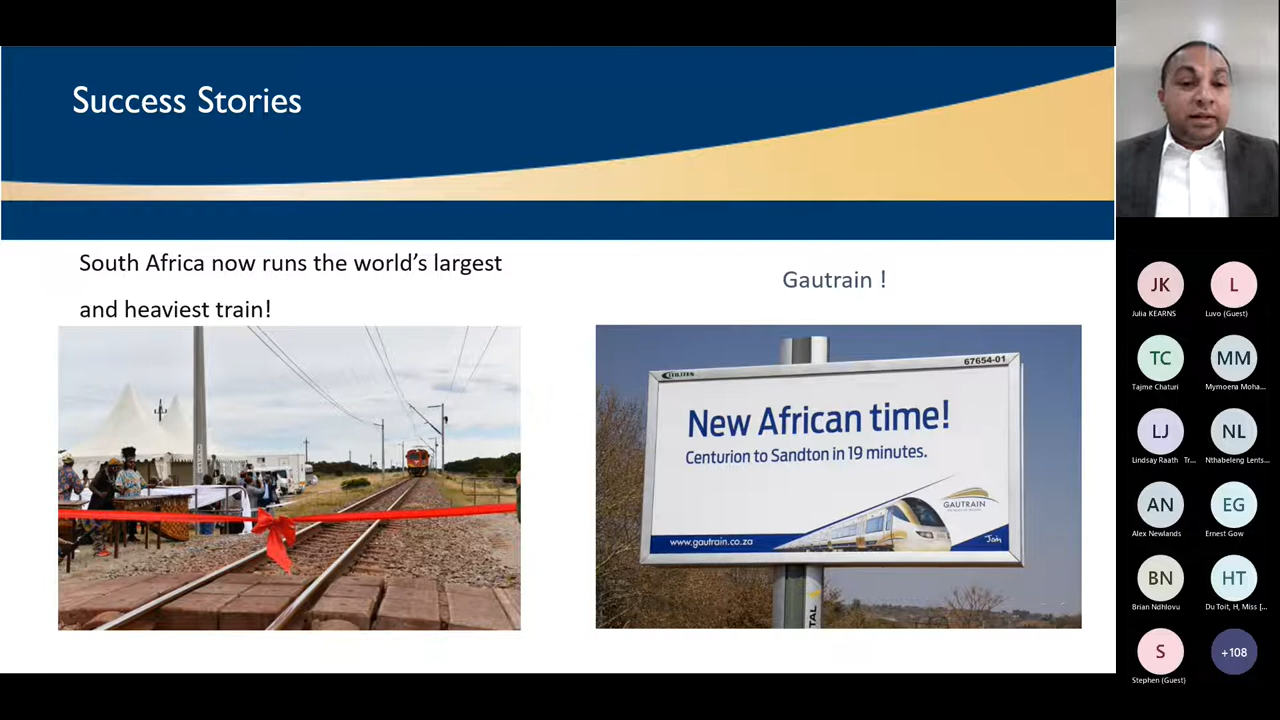 Success Stories
South Africa now runs the world's largest
and heaviest train!
Gautrain !
67654-01
New African time!
Centurion to Sandton in 19 minutes.
GAUTRAIN
www.gautrain.co.za
JK
L
Julia KEARNS
Luvo (Guest)
TC
MM
Tajme Chaturi
Mymoena Moha...
LJ
NL
Lindsay Raath Tr...
Nthabeleng Lents...
AN
EG
Alex Newlands
Ernest Gow
BN
HT
Brian Ndhlovu
Du Toit, H, Miss [...
S
+108
Stephen (Guest)